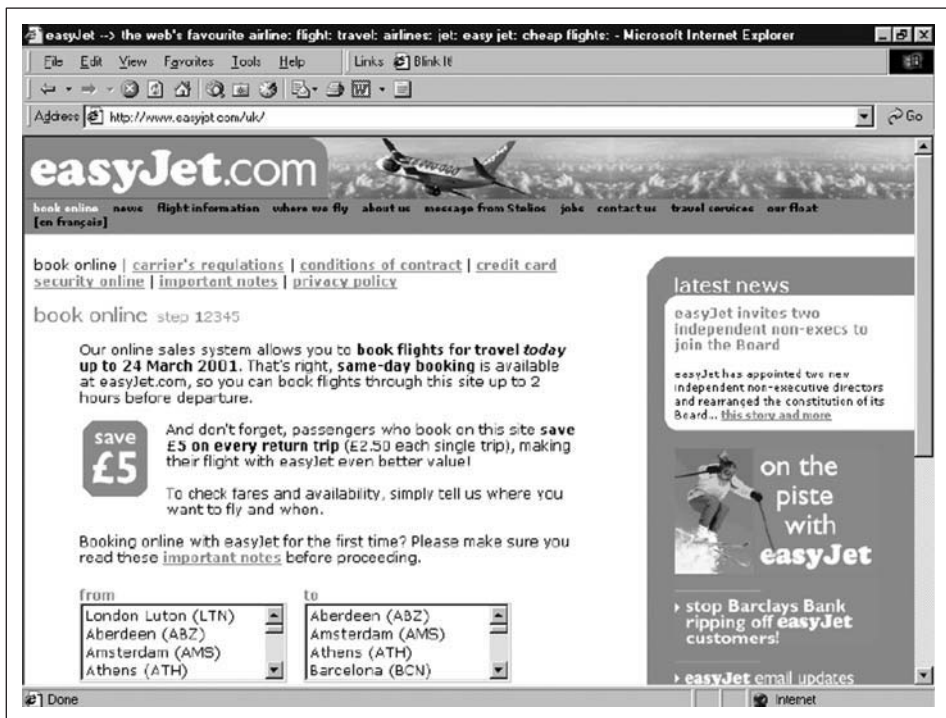 easyJet --> the web's favourite airline: flight: travel: airlines: jet: easy jet: cheap flights: - Microsoft Internet Explorer
File Edit View Favorites Tools Help Links Blink It!
Address http://www.easyjet.com/uk/ Go
easyJet.com
book online news flight information where we fly about us message from Stelios jobs contact us travel services our float
[en français]
book online | carrier's regulations | conditions of contract | credit card
security online | important notes | privacy policy
book online step 12345
Our online sales system allows you to book flights for travel today
up to 24 March 2001. That's right, same-day booking is available
at easyJet.com, so you can book flights through this site up to 2
hours before departure.
save
£5
And don't forget, passengers who book on this site save
£5 on every return trip (£2.50 each single trip), making
their flight with easyJet even better value!
To check fares and availability, simply tell us where you
want to fly and when.
Booking online with easyJet for the first time? Please make sure you
read these important notes before proceeding.
from
London Luton (LTN)
Aberdeen (ABZ)
Amsterdam (AMS)
Athens (ATH)
to
Aberdeen (ABZ)
Amsterdam (AMS)
Athens (ATH)
Barcelona (BCN)
latest news
easyJet invites two
independent non-execs to
join the Board
easyJet has appointed two new
independent non-executive directors
and rearranged the constitution of its
Board... this story and more
on the
piste
with
easyJet
stop Barclays Bank
ripping off easyJet
customers!
easyJet email updates
Done Internet